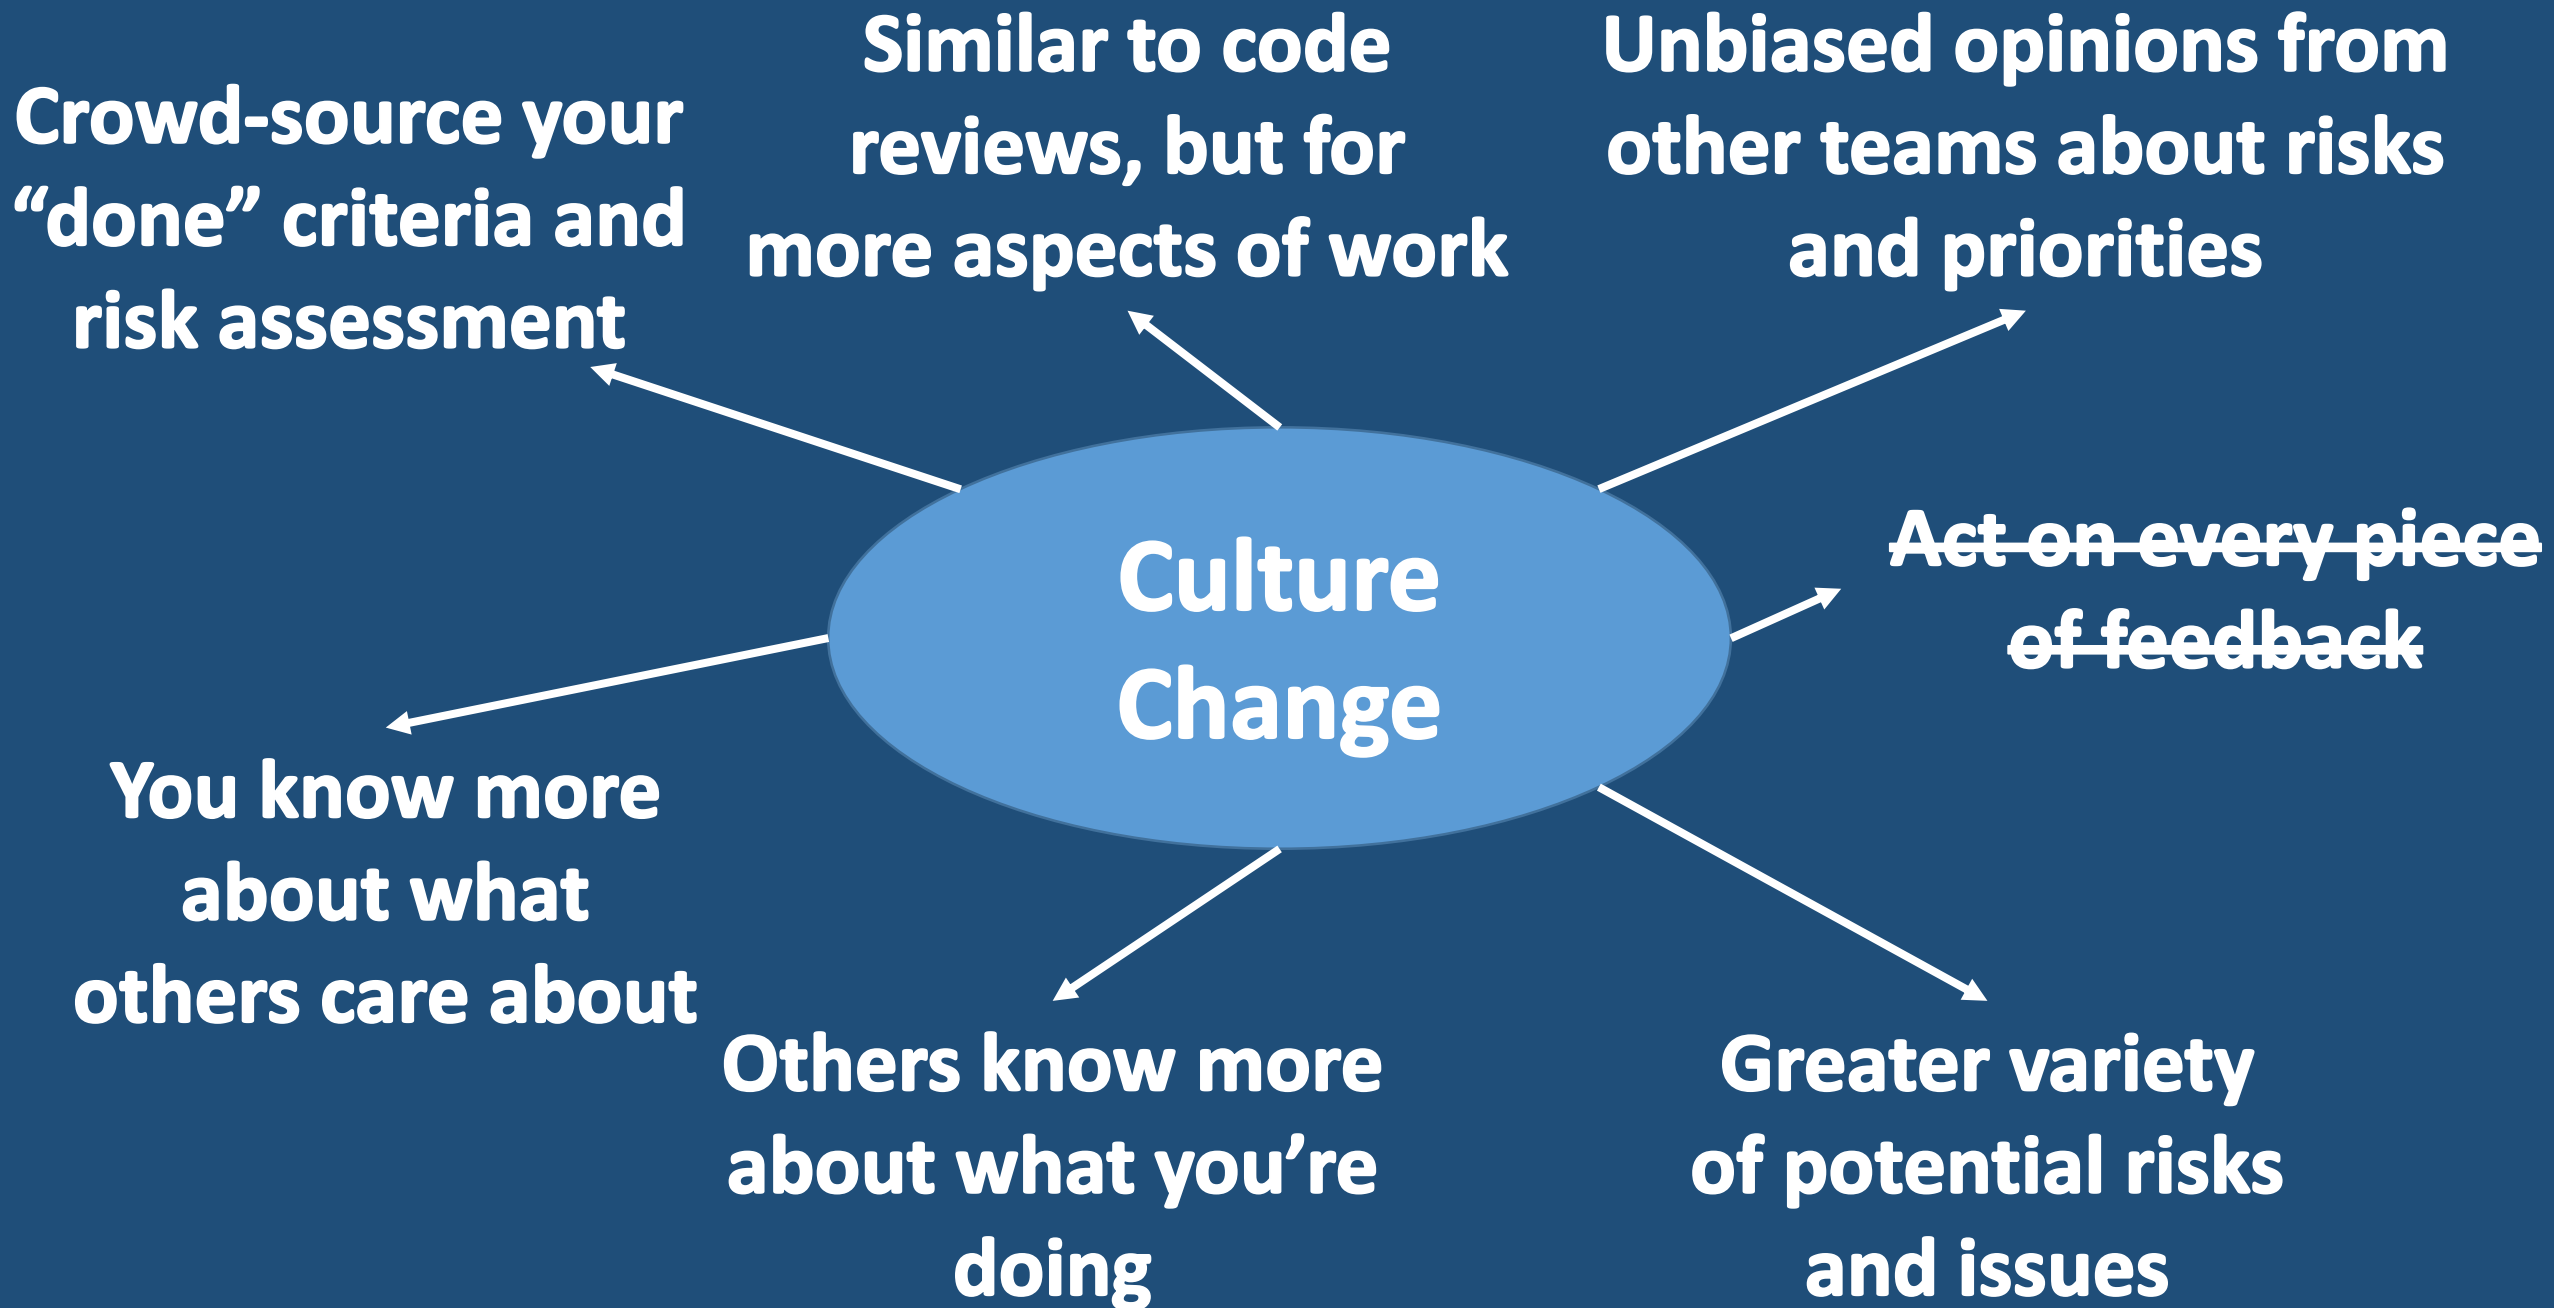 Crowd-source your
“done” criteria and
risk assessment
Similar to code
reviews, but for
more aspects of work
Unbiased opinions from
other teams about risks
and priorities
Act on every piece
of feedback
Culture
Change
You know more
about what
others care about
Others know more
about what you’re
doing
Greater variety
of potential risks
and issues